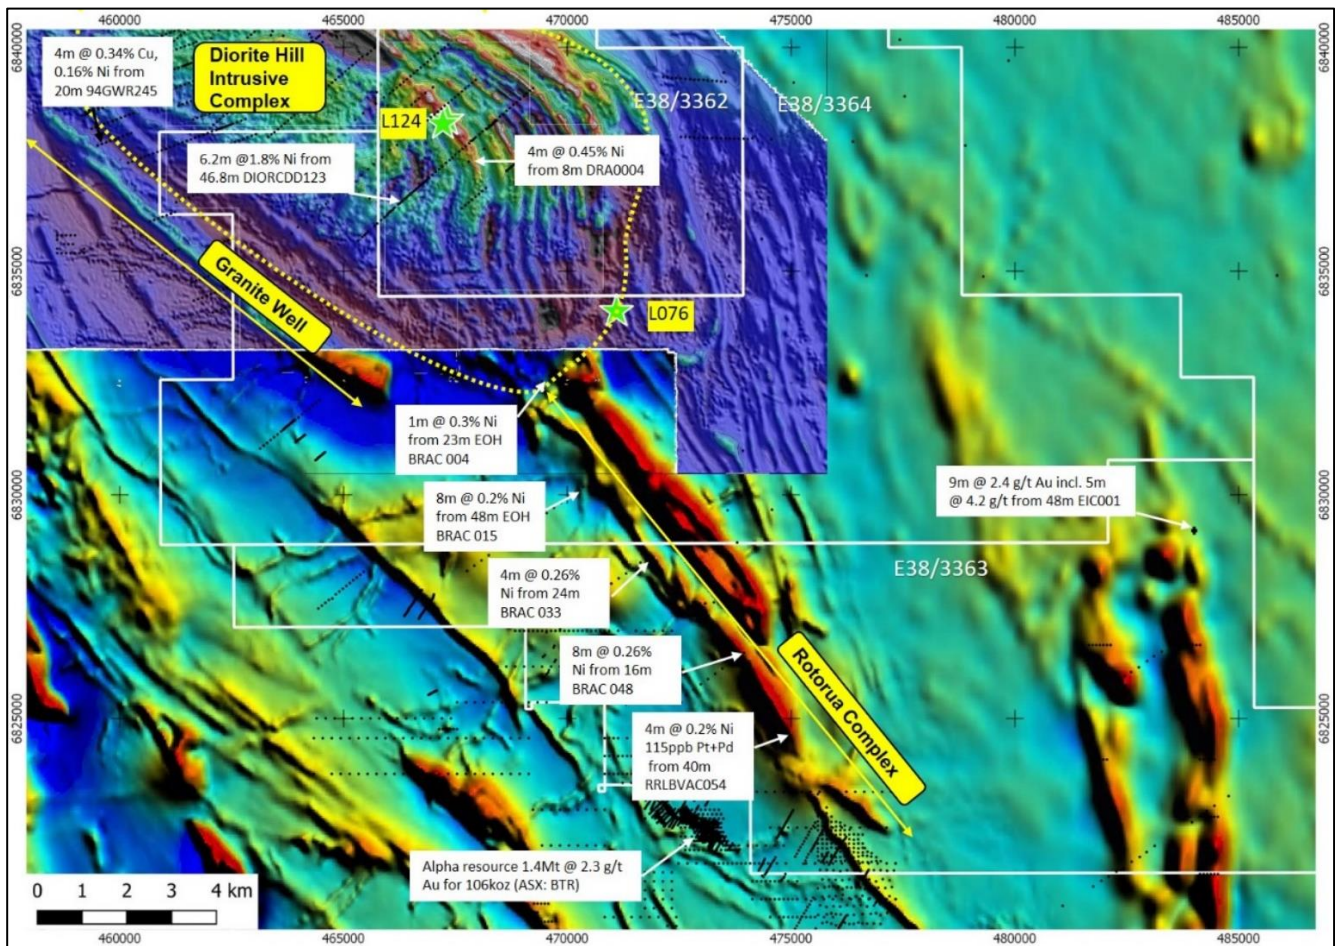 460000 465000 470000 475000 480000 485000
6840000
6840000
4m @ 0.34% Cu,
0.16% Ni from
20m 94GWR245
Diorite Hill
Intrusive
Complex
E38/3362
E38/3364
L124
6.2m @1.8% Ni from
46.8m DIORCDD123
4m @ 0.45% Ni
from 8m DRA0004
6835000
6835000
Granite Well
L076
1m @ 0.3% Ni
from 23m EOH
BRAC 004
6830000
6830000
8m @ 0.2% Ni
from 48m EOH
BRAC 015
9m @ 2.4 g/t Au incl. 5m
@ 4.2 g/t from 48m EIC001
E38/3363
4m @ 0.26%
Ni from 24m
BRAC 033
8m @ 0.26%
Ni from 16m
BRAC 048
Rotorua Complex
6825000
6825000
4m @ 0.2% Ni
115ppb Pt+Pd
from 40m
RRLBVAC054
Alpha resource 1.4Mt @ 2.3 g/t
Au for 106koz (ASX: BTR)
0 1 2 3 4 km
460000 465000 470000 475000 480000 485000